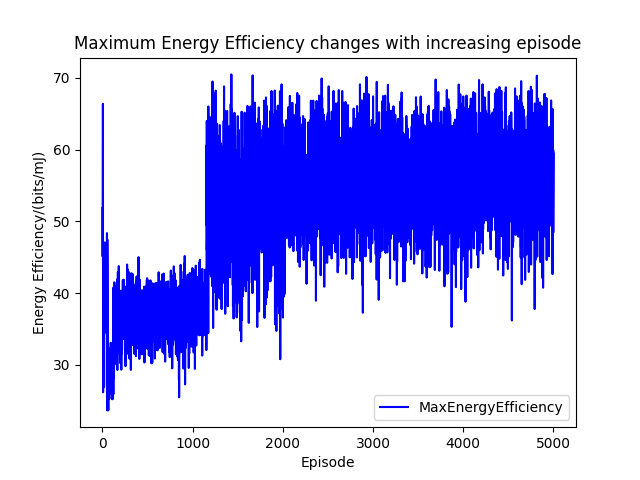 Maximum Energy Efficiency changes with increasing episode
70
60
50
40
30
Energy Efficiency/(bits/mJ)
MaxEnergyEfficiency
0 1000 2000 3000 4000 5000
Episode